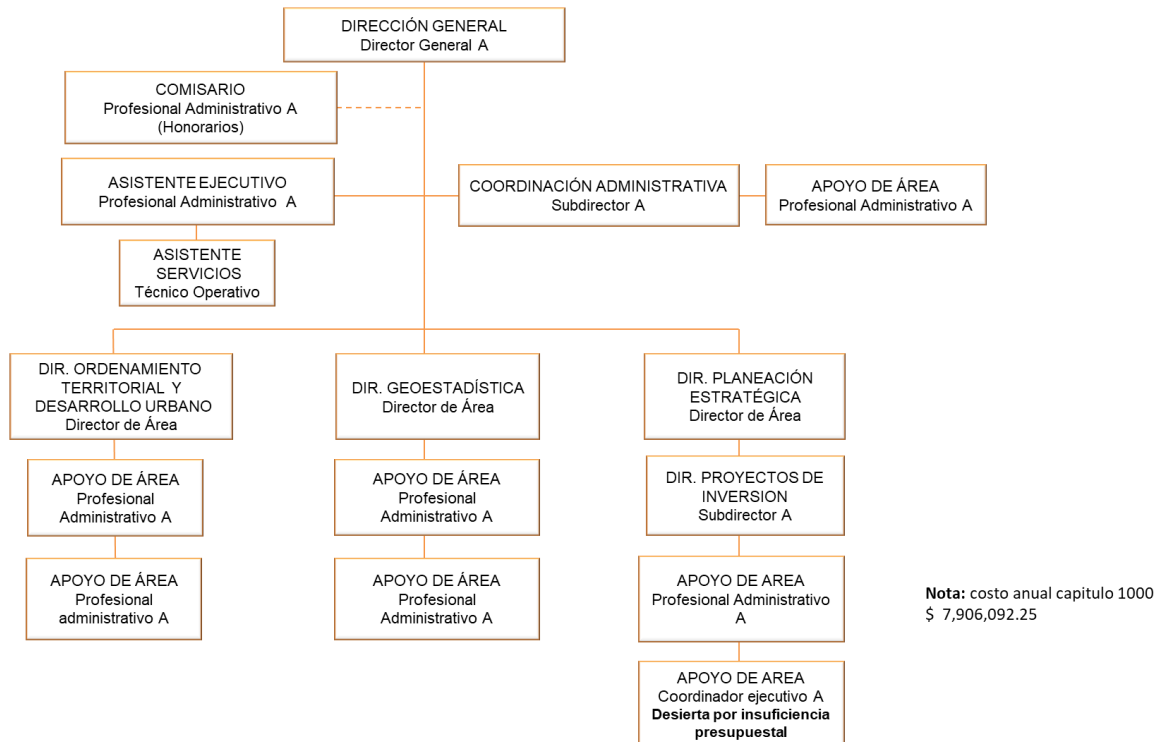 DIRECCIÓN GENERAL
Director General A
COMISARIO
Profesional Administrativo A
(Honorarios)
ASISTENTE EJECUTIVO
Profesional Administrativo A
COORDINACIÓN ADMINISTRATIVA
Subdirector A
APOYO DE ÁREA
Profesional Administrativo A
ASISTENTE
SERVICIOS
Técnico Operativo
DIR. ORDENAMIENTO
TERRITORIAL Y
DESARROLLO URBANO
Director de Área
DIR. GEOESTADÍSTICA
Director de Área
DIR. PLANEACIÓN
ESTRATÉGICA
Director de Área
APOYO DE ÁREA
Profesional
Administrativo A
APOYO DE ÁREA
Profesional
Administrativo A
DIR. PROYECTOS DE
INVERSION
Subdirector A
APOYO DE ÁREA
Profesional
administrativo A
APOYO DE ÁREA
Profesional
Administrativo A
APOYO DE AREA
Profesional Administrativo
A
APOYO DE AREA
Coordinador ejecutivo A
Desierta por insuficiencia
presupuestal
Nota: costo anual capitulo 1000
$ 7,906,092.25